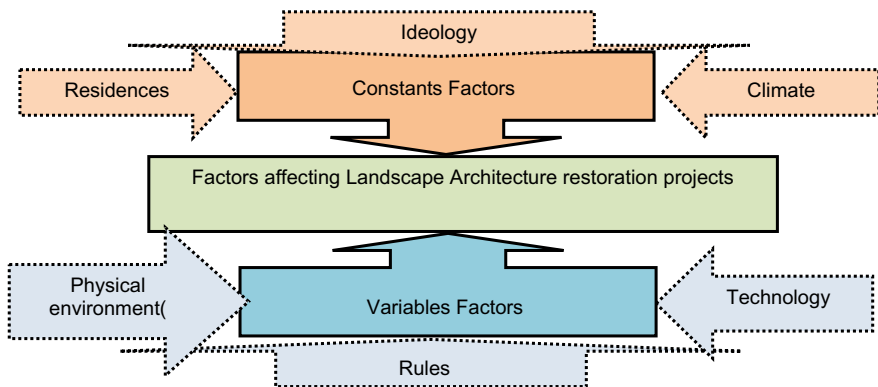 Ideology
Residences
Constants Factors
Climate
Factors affecting Landscape Architecture restoration projects
Physical
environment(
Variables Factors
Technology
Rules